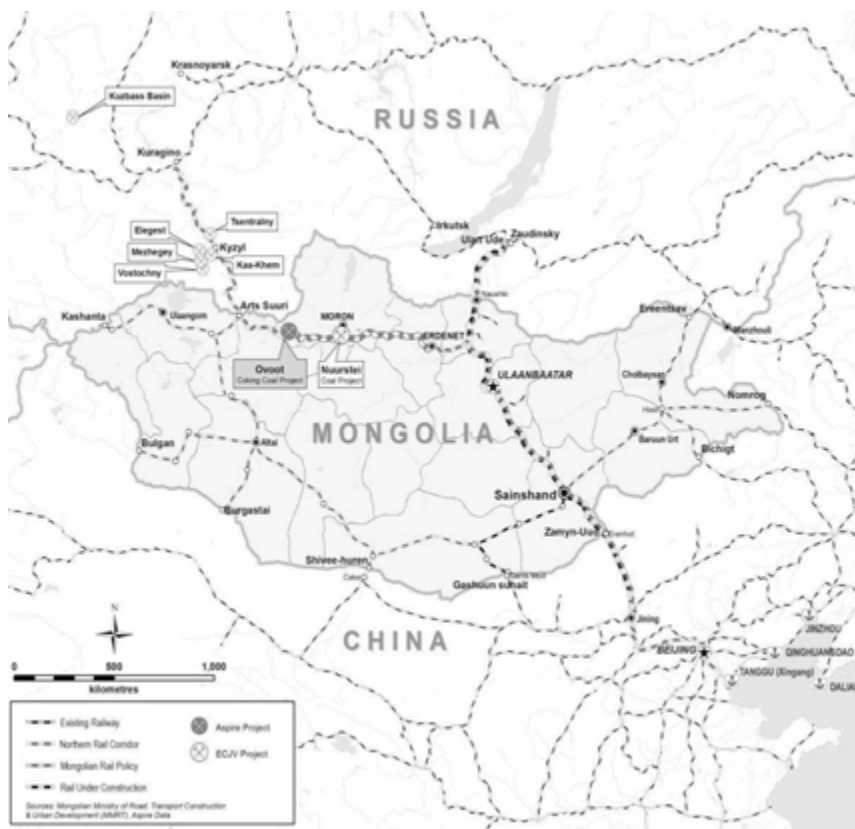 Krasnoyarsk
Kuzbass Basin
RUSSIA
Kuragino
Tsentralny
Elegest
Kyzyl
Mezhegey
Kaa-Khem
Vostochny
Irkutsk
Ulan Ude
Zaudinsky
Naushki
Kashanta
Ulaangom
Arts Suuri
MORON
ERDENET
Ereentsav
Manzhouli
Ovoot
Coking Coal Project
Nuurstei
Coal Project
ULAANBAATAR
Choibalsan
Nomrog
MONGOLIA
Bulgan
Altai
Baruun Urt
Bichigt
Burgastai
Sainshand
Zamyn-Uud
Shivee-huren
Ceke
Gashuun suhait
N
CHINA
Jining
BEIJING
JINZHOU
QINHUANGDAO
TANGGU (Xingang)
DALIAN
0 500 1,000
kilometres
Existing Railway
Northern Rail Corridor
Mongolian Rail Policy
Rail Under Construction
Aspire Project
ECJV Project
Sources: Mongolian Ministry of Road, Transport Construction
& Urban Development (MNRT), Aspire Data